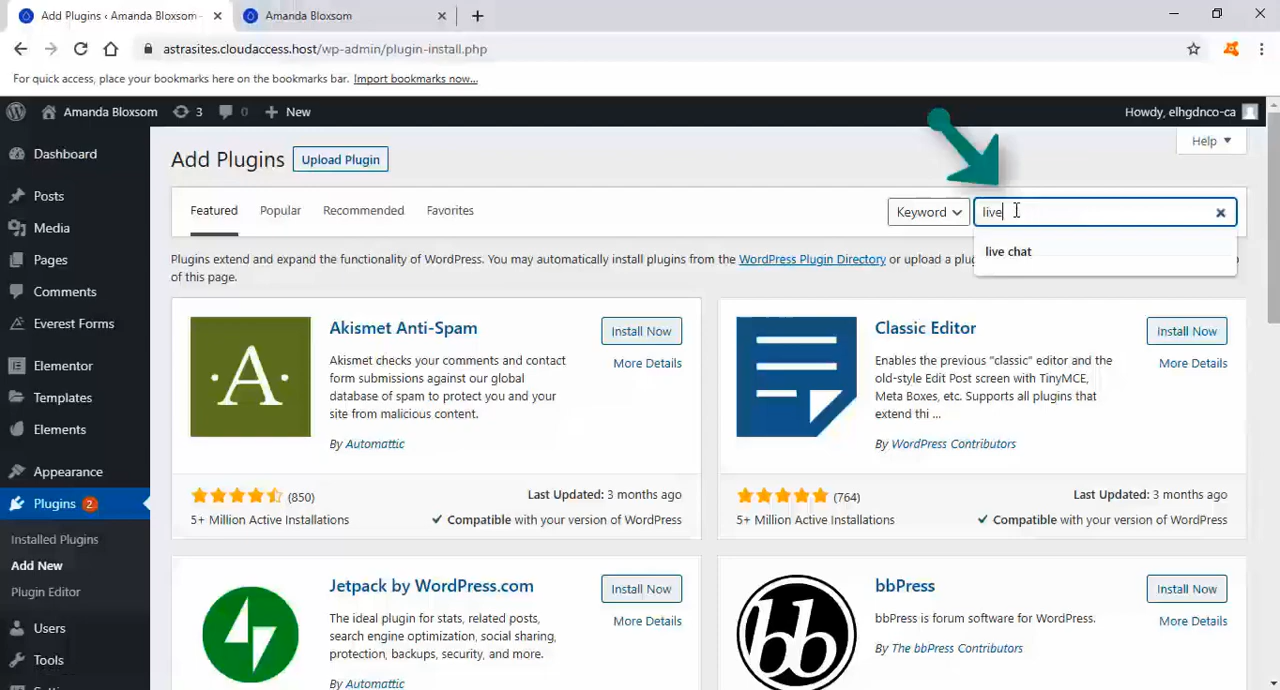 Add Plugins ‹ Amanda Bloxsom -
Amanda Bloxsom
astrasites.cloudaccess.host/wp-admin/plugin-install.php
For quick access, place your bookmarks here on the bookmarks bar. Import bookmarks now...
Amanda Bloxsom 3 0 + New Howdy, elhgdnco-ca
Dashboard
Posts
Media
Pages
Comments
Everest Forms
Elementor
Templates
Elements
Appearance
Plugins 2
Installed Plugins
Add New
Plugin Editor
Users
Tools
Help
Add Plugins Upload Plugin
Featured Popular Recommended Favorites Keyword live
live chat
Plugins extend and expand the functionality of WordPress. You may automatically install plugins from the WordPress Plugin Directory or upload a
of this page.
Akismet Anti-Spam
Install Now
More Details
Akismet checks your comments and contact
form submissions against our global
database of spam to protect you and your
site from malicious content.
By Automattic
(850)
Last Updated: 3 months ago
5+ Million Active Installations
Compatible with your version of WordPress
Classic Editor
Install Now
More Details
Enables the previous "classic" editor and the
old-style Edit Post screen with TinyMCE,
Meta Boxes, etc. Supports all plugins that
extend thi ...
By WordPress Contributors
(764)
Last Updated: 3 months ago
5+ Million Active Installations
Compatible with your version of WordPress
Jetpack by WordPress.com
Install Now
More Details
The ideal plugin for stats, related posts,
search engine optimization, social sharing,
protection, backups, security, and more.
By Automattic
bbPress
Install Now
More Details
bbPress is forum software for WordPress.
By The bbPress Contributors
A
bb